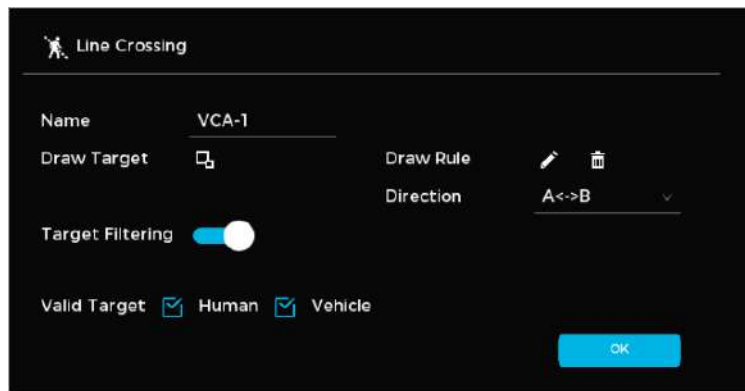 Line Crossing
Name VCA-1
Draw Target Draw Rule
Direction A<->B
Target Filtering
Valid Target Human Vehicle
OK